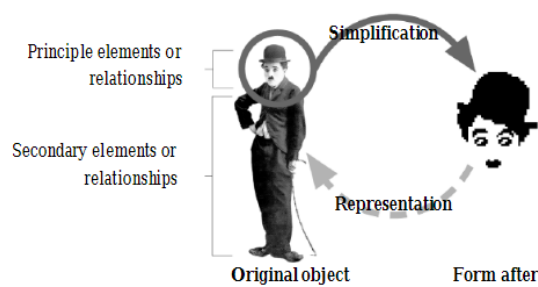 Simplification
Principle elements or
relationships
Secondary elements or
relationships
Representation
Original object
Form after